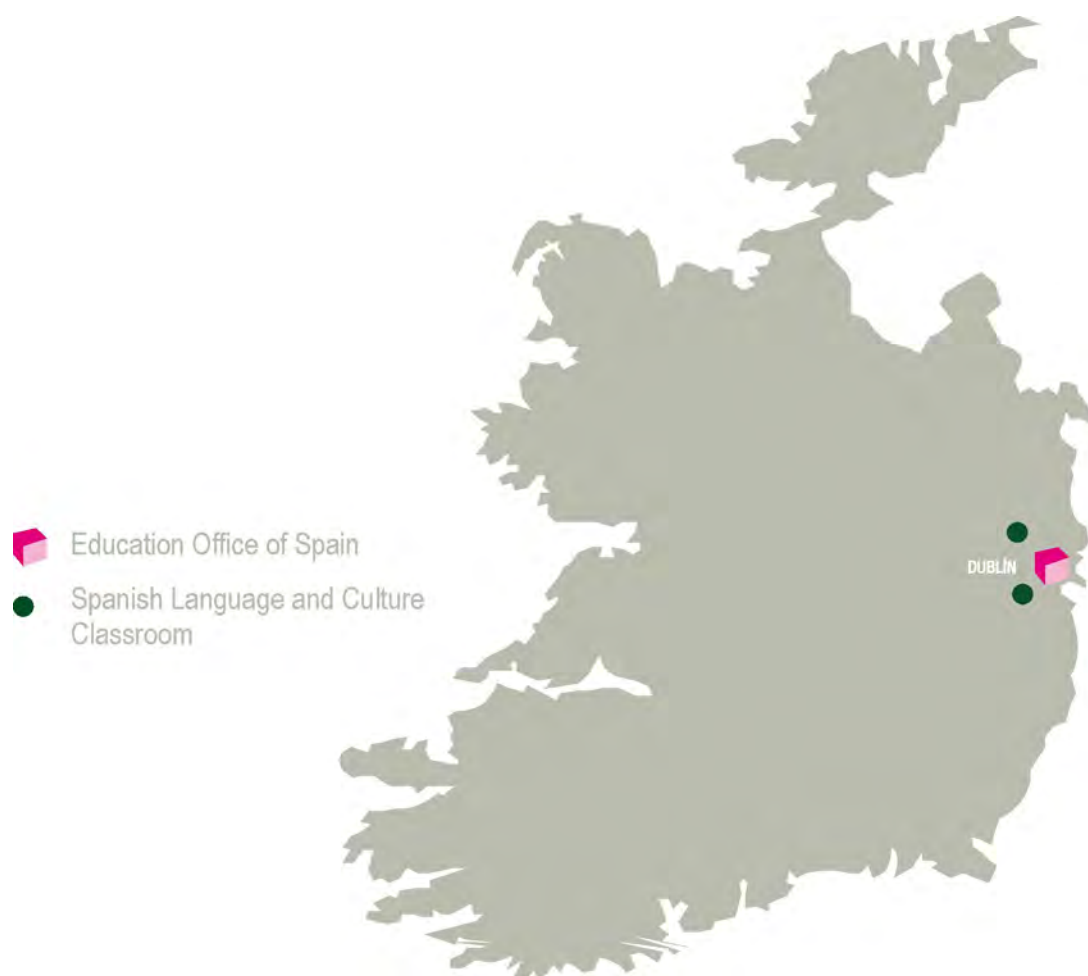 Education Office of Spain
Spanish Language and Culture
Classroom
DUBLÍN